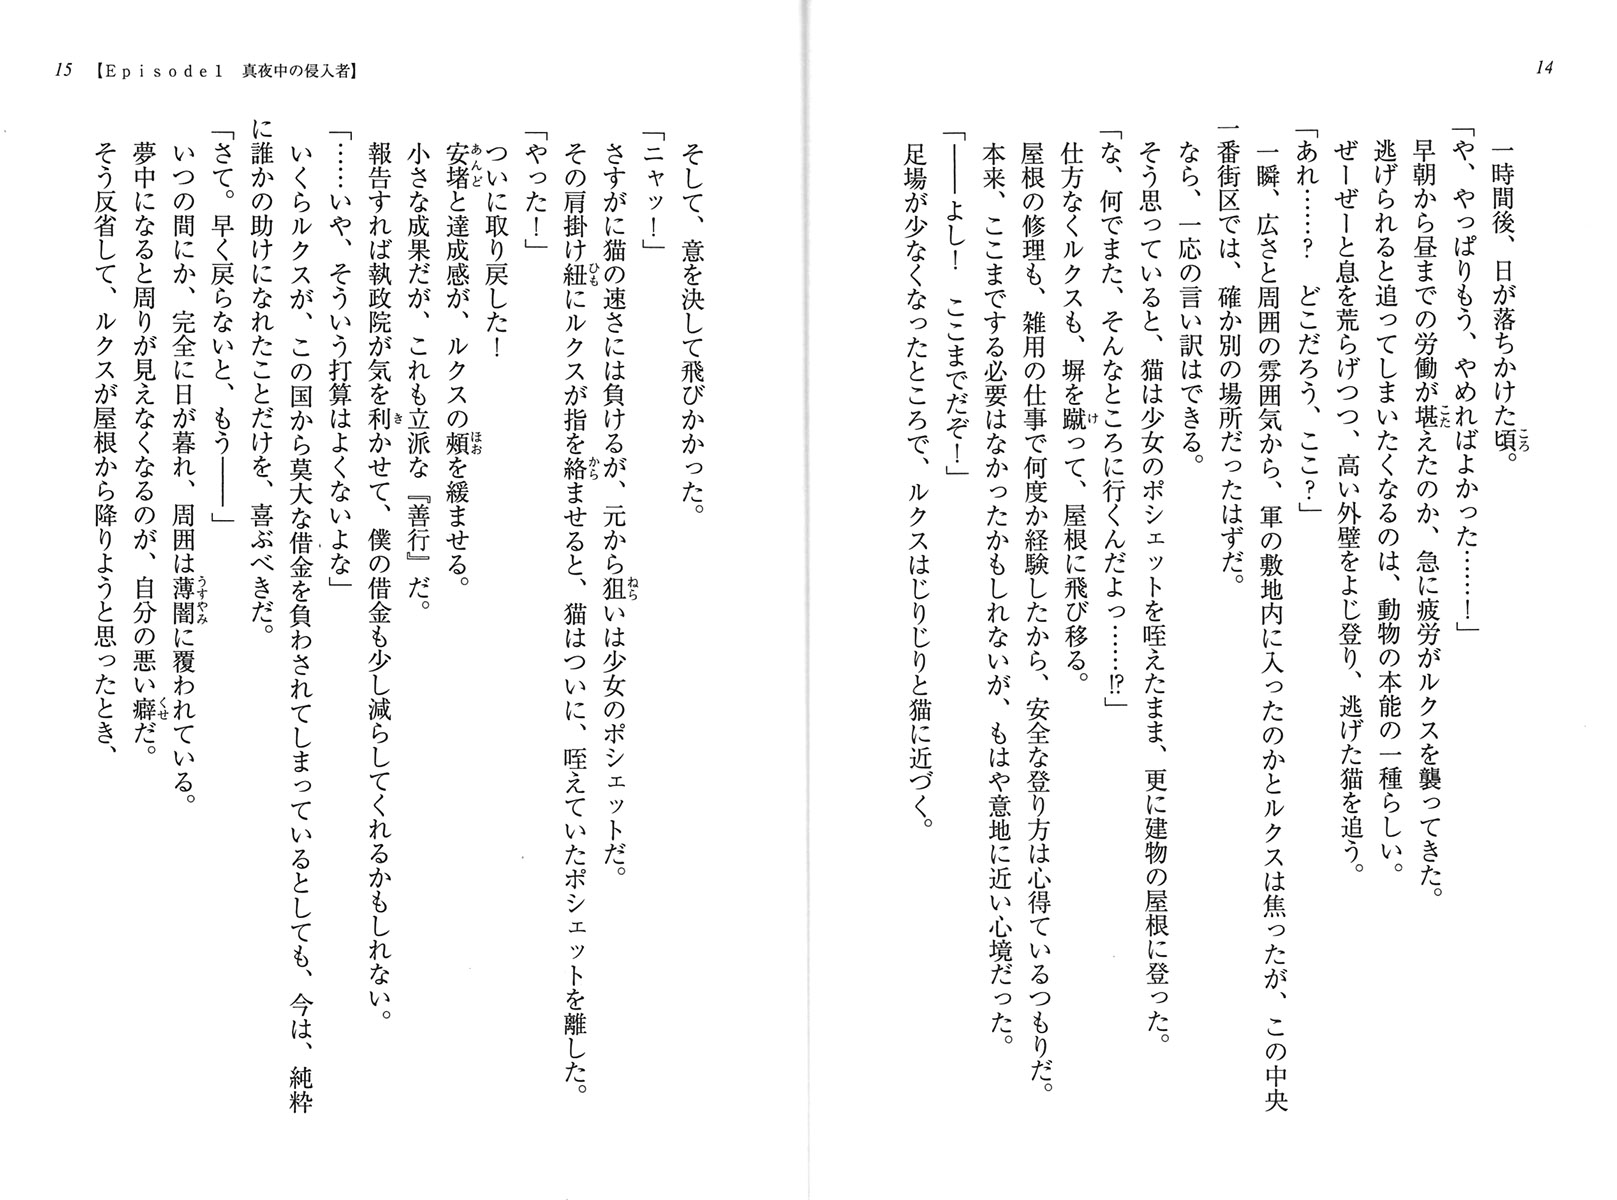 14
一時間後、日が落ちかけた頃。
「や、やっぱりもう、やめればよかった……！」
早朝から昼までの労働が堪えたのか、急に疲労がルクスを襲ってきた。
逃げられると追ってしまいたくなるのは、動物の本能の一種らしい。
ぜーぜーと息を荒らげつつ、高い外壁をよじ登り、逃げた猫を追う。
「あれ……？　どこだろう、ここ？」
一瞬、広さと周囲の雰囲気から、軍の敷地内に入ったのかとルクスは焦ったが、この中央
一番街区では、確か別の場所だったはずだ。
なら、一応の言い訳はできる。
そう思っていると、猫は少女のポシェットを咥えたまま、更に建物の屋根に登った。
「な、何でまた、そんなところに行くんだよっ……!?」
仕方なくルクスも、塀を蹴って、屋根に飛び移る。
屋根の修理も、雑用の仕事で何度か経験したから、安全な登り方は心得ているつもりだ。
本来、ここまでする必要はなかったかもしれないが、もはや意地に近い心境だった。
「――よし！　ここまでだぞ！」
足場が少なくなったところで、ルクスはじりじりと猫に近づく。
15 【Episode1　真夜中の侵入者】
そして、意を決して飛びかかった。
「ニャッ！」
さすがに猫の速さには負けるが、元から狙いは少女のポシェットだ。
その肩掛け紐にルクスが指を絡ませると、猫はついに、咥えていたポシェットを離した。
「やった！」
ついに取り戻した！
安堵と達成感が、ルクスの頰を緩ませる。
小さな成果だが、これも立派な『善行』だ。
報告すれば執政院が気を利かせて、僕の借金も少し減らしてくれるかもしれない。
「……いや、そういう打算はよくないよな」
いくらルクスが、この国から莫大な借金を負わされてしまっているとしても、今は、純粋
に誰かの助けになれたことだけを、喜ぶべきだ。
「さて。早く戻らないと、もう――」
いつの間にか、完全に日が暮れ、周囲は薄闇に覆われている。
夢中になると周りが見えなくなるのが、自分の悪い癖だ。
そう反省して、ルクスが屋根から降りようと思ったとき、